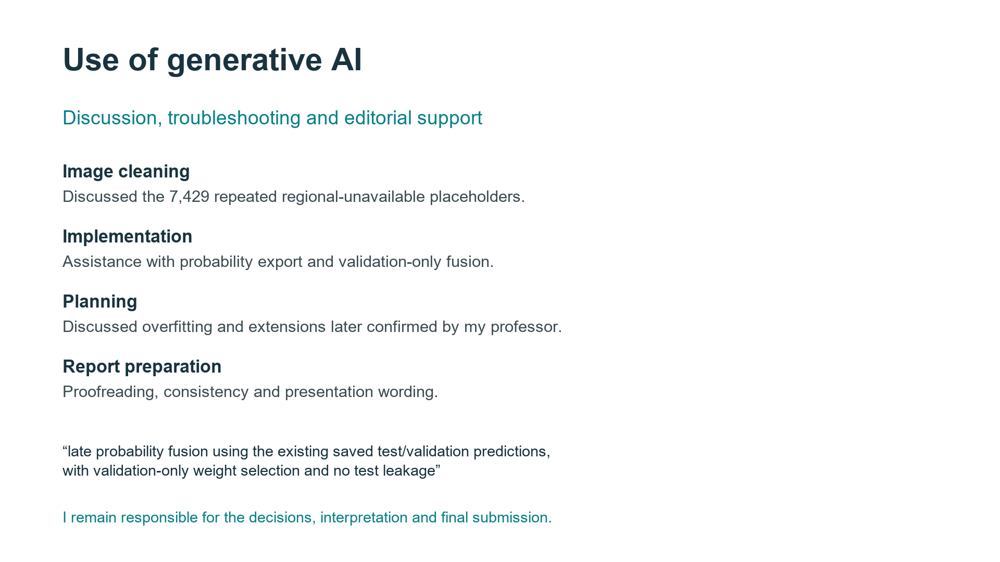 Use of generative AI
Discussion, troubleshooting and editorial support
Image cleaning
Discussed the 7,429 repeated regional-unavailable placeholders.
Implementation
Assistance with probability export and validation-only fusion.
Planning
Discussed overfitting and extensions later confirmed by my professor.
Report preparation
Proofreading, consistency and presentation wording.
“late probability fusion using the existing saved test/validation predictions,
with validation-only weight selection and no test leakage”
I remain responsible for the decisions, interpretation and final submission.